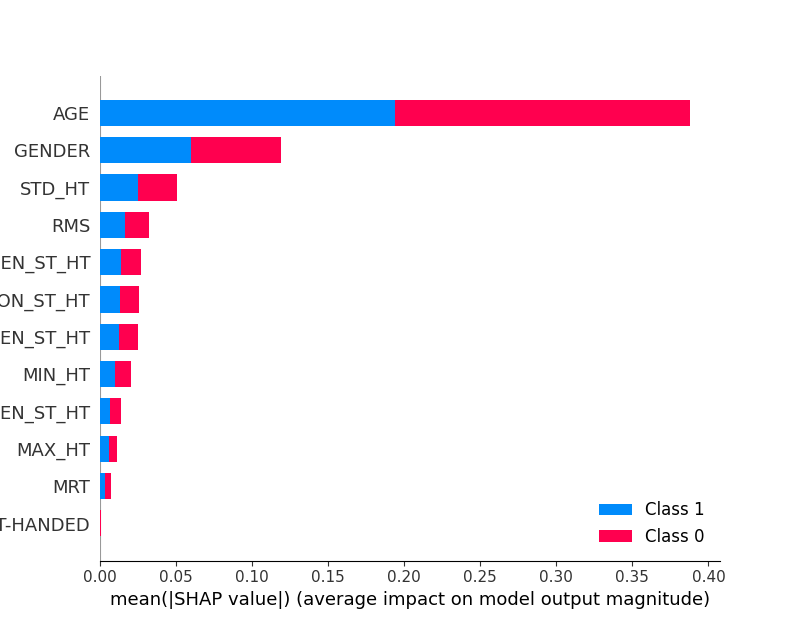 AGE
GENDER
STD_HT
RMS
EN_ST_HT
ON_ST_HT
EN_ST_HT
MIN_HT
EN_ST_HT
MAX_HT
MRT
T-HANDED
Class 1
Class 0
0.00 0.05 0.10 0.15 0.20 0.25 0.30 0.35 0.40
mean(|SHAP value|) (average impact on model output magnitude)